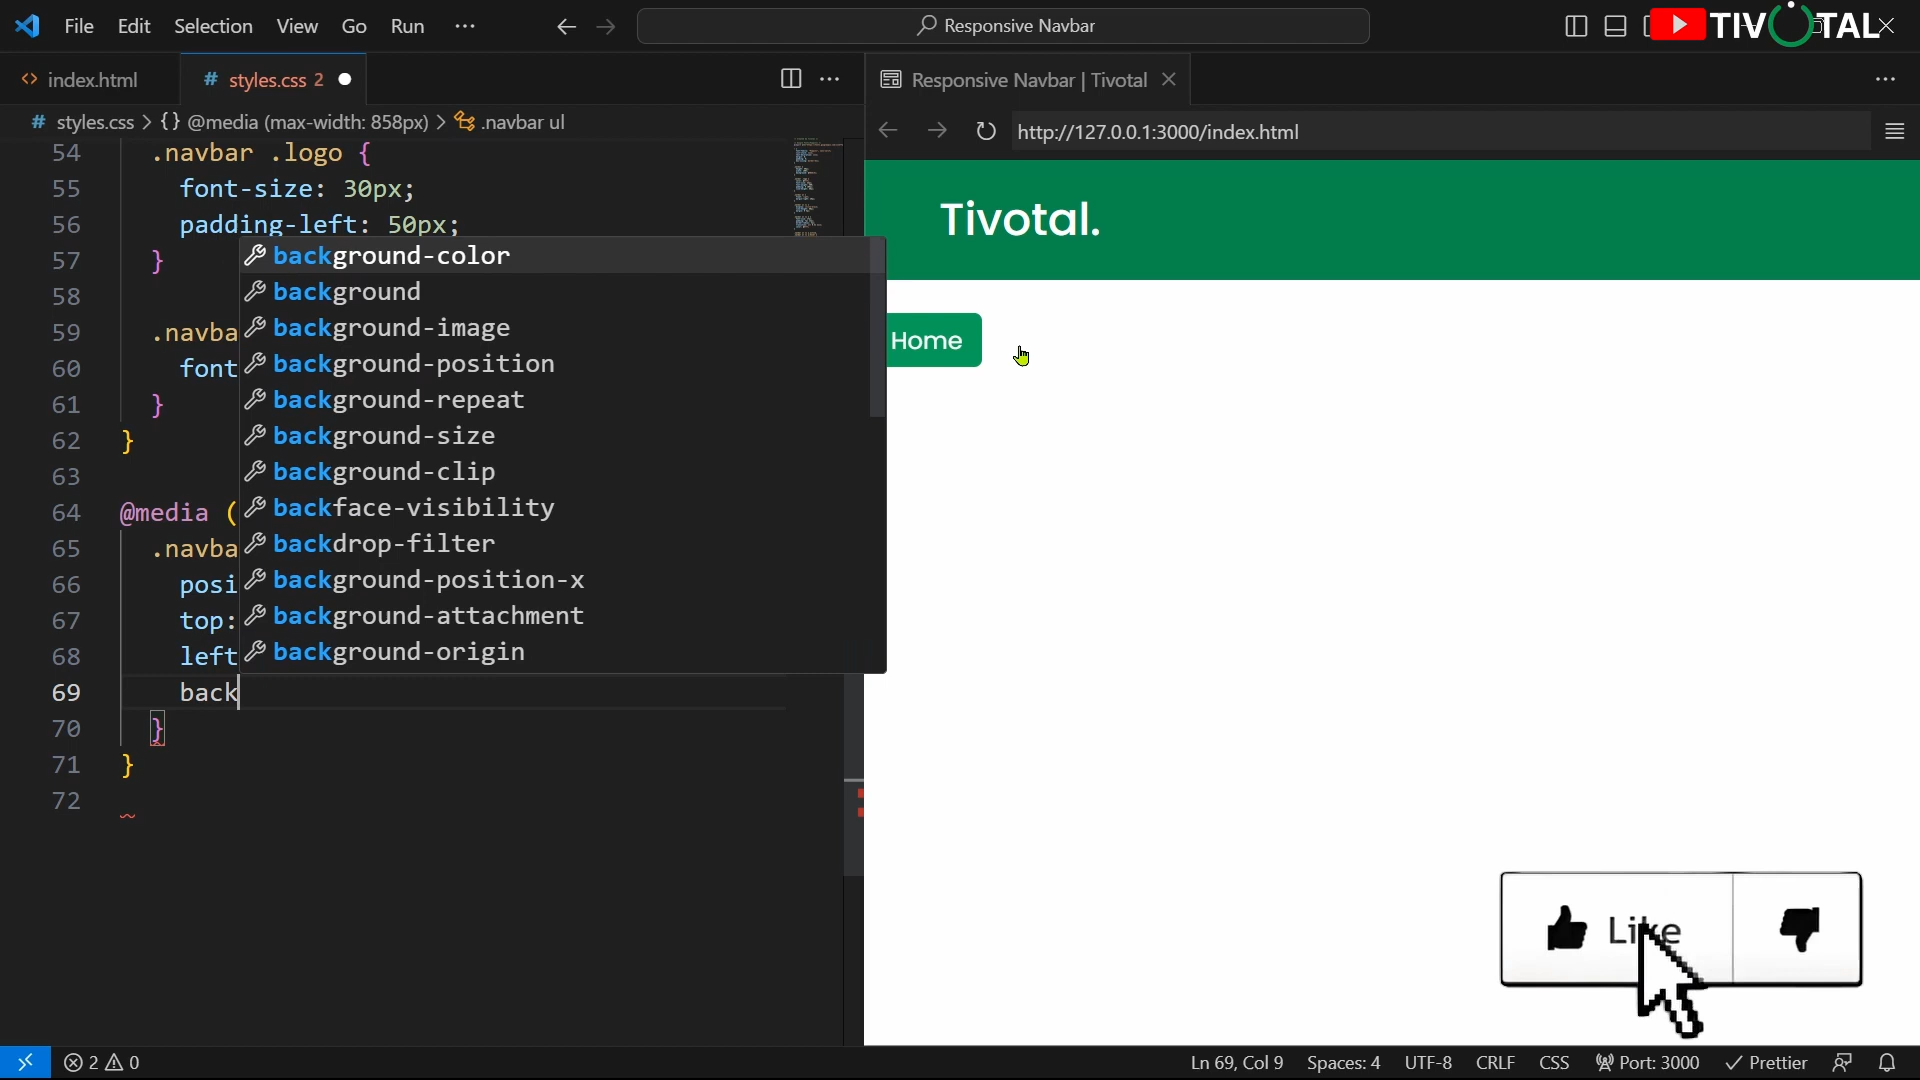 File Edit Selection View Go Run ···
Responsive Navbar
TIVOTAL
index.html
# styles.css 2
Responsive Navbar | Tivotal
# styles.css > {} @media (max-width: 858px) > .navbar ul
http://127.0.0.1:3000/index.html
54 .navbar .logo {
55 font-size: 30px;
56 padding-left: 50px;
57 }
58
59 .navba
60 font
61 }
62 }
63
64 @media (
65 .navba
66 posi
67 top:
68 left
69 back
70 }
71 }
72
background-color
background
background-image
background-position
background-repeat
background-size
background-clip
backface-visibility
backdrop-filter
background-position-x
background-attachment
background-origin
Tivotal.
Home
Like
2 0
Ln 69, Col 9 Spaces: 4 UTF-8 CRLF CSS Port: 3000 Prettier